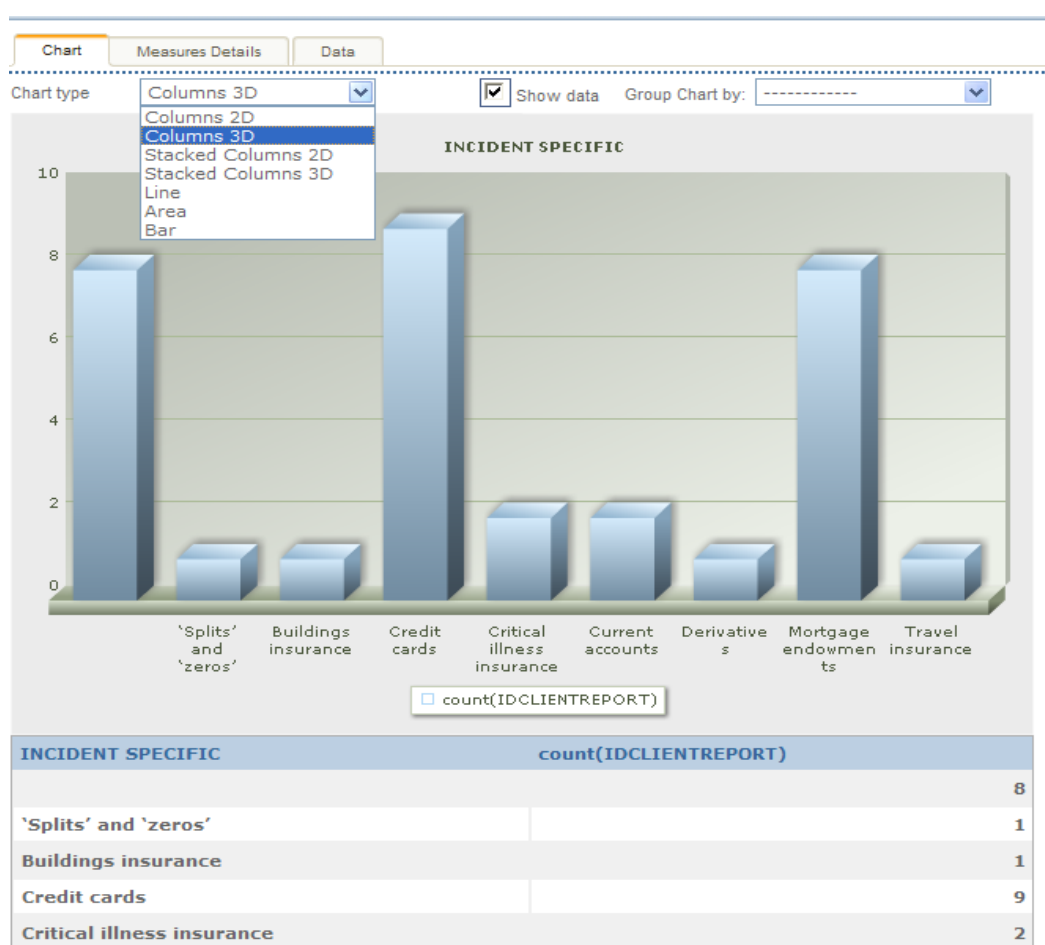 Chart Measures Details Data
Chart type Columns 3D Show data Group Chart by: ------------
Columns 2D
Columns 3D
Stacked Columns 2D
Stacked Columns 3D
Line
Area
Bar
INCIDENT SPECIFIC
10
8
6
4
2
0
‘Splits’ and ‘zeros’
Buildings insurance
Credit cards
Critical illness insurance
Current accounts
Derivative s
Mortgage endowmen ts
Travel insurance
count(IDCLIENTREPORT)
INCIDENT SPECIFIC count(IDCLIENTREPORT)
8
‘Splits’ and ‘zeros’ 1
Buildings insurance 1
Credit cards 9
Critical illness insurance 2